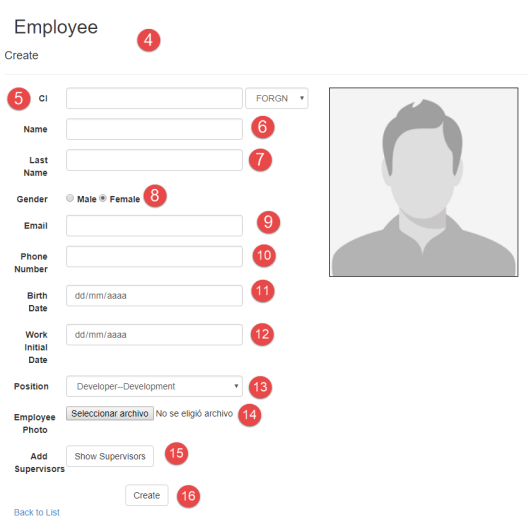 Employee
4
Create
5 CI FORGN
Name 6
Last
Name 7
Gender Male Female 8
Email 9
Phone
Number 10
Birth
Date dd/mm/aaaa 11
Work
Initial
Date dd/mm/aaaa 12
Position Developer--Development 13
Employee
Photo Seleccionar archivo No se eligió archivo 14
Add
Supervisors Show Supervisors 15
Create 16
Back to List